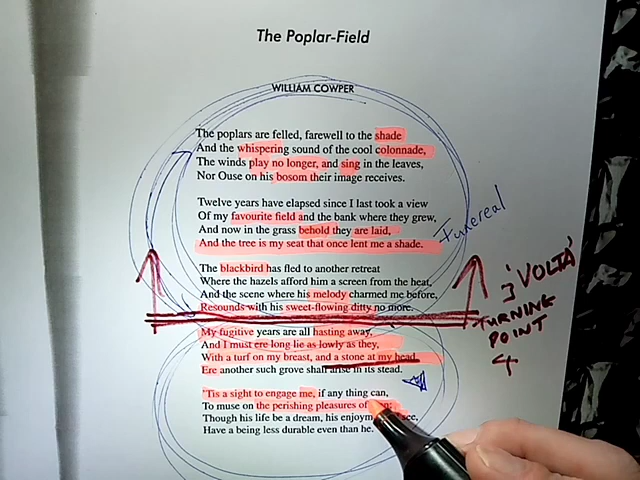 The Poplar-Field
WILLIAM COWPER
The poplars are felled, farewell to the shade
And the whispering sound of the cool colonnade,
The winds play no longer, and sing in the leaves,
Nor Ouse on his bosom their image receives.
Twelve years have elapsed since I last took a view
Of my favourite field and the bank where they grew,
And now in the grass behold they are laid,
And the tree is my seat that once lent me a shade.
Funereal
The blackbird has fled to another retreat
Where the hazels afford him a screen from the heat,
And the scene where his melody charmed me before,
Resounds with his sweet-flowing ditty no more.
'VOLTA'
TURNING
POINT
My fugitive years are all hasting away,
And I must ere long lie as lowly as they,
With a turf on my breast, and a stone at my head
Ere another such grove shall arise in its stead.
'Tis a sight to engage me, if any thing can,
To muse on the perishing pleasures of
Though his life be a dream, his enjoym
Have a being less durable even than he.